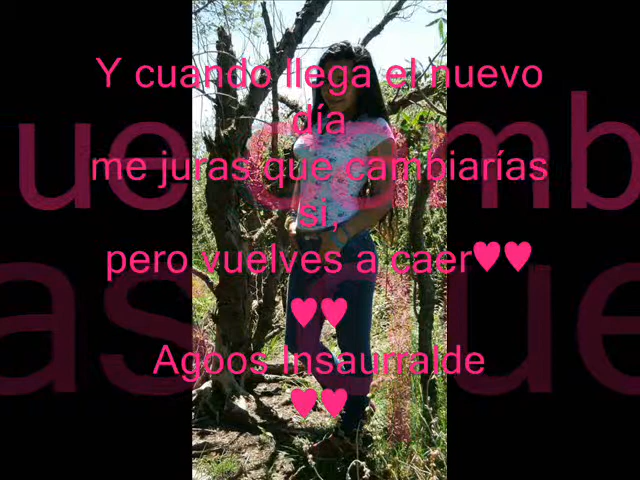 Y cuando llega el nuevo
día
me juras que cambiarías
si,
pero vuelves a caer♥♥
♥♥
Agoos Insaurralde
♥♥